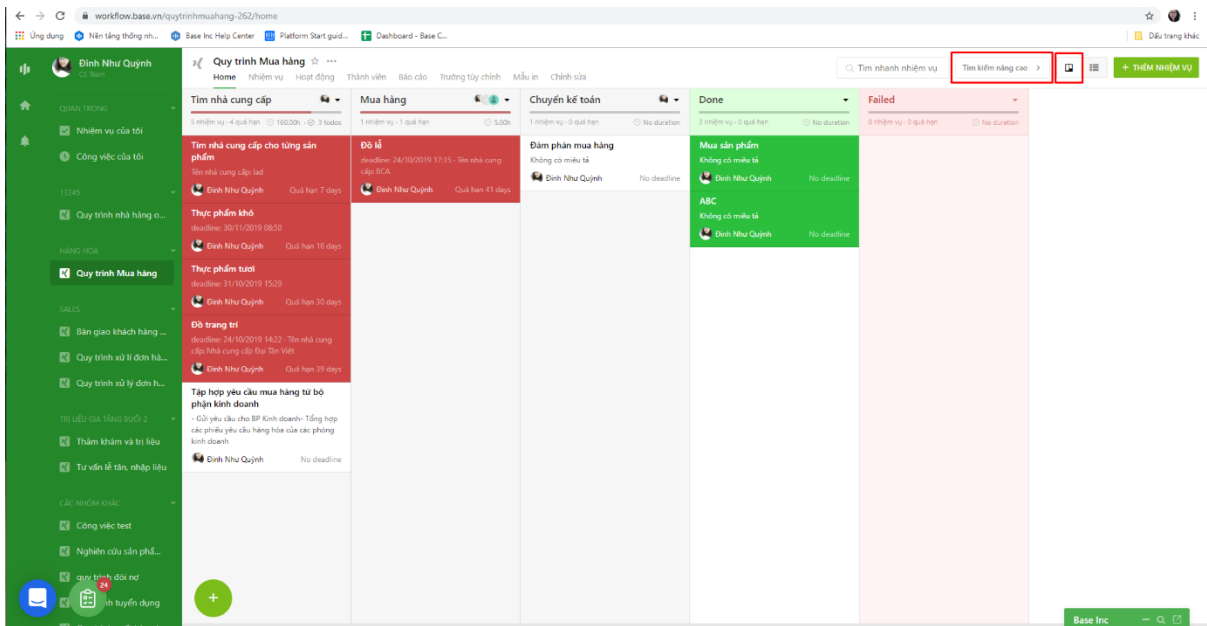 workflow.base.vn/quytrinhmuahang-262/home
Ứng dụng
Nền tảng thống nh...
Base Inc Help Center
Platform Start guid...
Dashboard - Base C...
Dấu trang khác
Đinh Như Quỳnh
CS Team
QUAN TRỌNG
Nhiệm vụ của tôi
Công việc của tôi
13245
Quy trình nhà hàng o...
HÀNG HÓA
Quy trình Mua hàng
SALES
Bàn giao khách hàng ...
Quy trình xử lí đơn hà...
Quy trình xử lý đơn h...
TRỊ LIỆU GIA TĂNG BUỔI 2
Thăm khám và trị liệu
Tư vấn lễ tân, nhập liệu
CÁC NHÓM KHÁC
Công việc test
Nghiên cứu sản phẩ...
quy trình đòi nợ
24
h tuyển dụng
Quy trình Mua hàng
Home Nhiệm vụ Hoạt động Thành viên Báo cáo Trường tùy chỉnh Mẫu in Chỉnh sửa
Tìm nhanh nhiệm vụ
Tìm kiếm nâng cao
+ THÊM NHIỆM VỤ
Tìm nhà cung cấp
5 nhiệm vụ - 4 quá hạn 160.00h - 3 todos
Tìm nhà cung cấp cho từng sản
phẩm
Tên nhà cung cấp: lad
Đinh Như Quỳnh Quá hạn 7 days
Thực phẩm khô
deadline: 30/11/2019 08:50
Đinh Như Quỳnh Quá hạn 16 days
Thực phẩm tươi
deadline: 31/10/2019 15:29
Đinh Như Quỳnh Quá hạn 30 days
Đồ trang trí
deadline: 24/10/2019 14:22 - Tên nhà cung
cấp: Nhà cung cấp Đại Tân Việt
Đinh Như Quỳnh Quá hạn 39 days
Tập hợp yêu cầu mua hàng từ bộ
phận kinh doanh
- Gửi yêu cầu cho BP Kinh doanh- Tổng hợp
các phiếu yêu cầu hàng hóa của các phòng
kinh doanh
Đinh Như Quỳnh No deadline
Mua hàng
1 nhiệm vụ - 1 quá hạn 5.00h
Đồ lễ
deadline: 24/10/2019 17:15 - Tên nhà cung
cấp: BCA
Đinh Như Quỳnh Quá hạn 41 days
Chuyển kế toán
1 nhiệm vụ - 0 quá hạn No duration
Đàm phán mua hàng
Không có miêu tả
Đinh Như Quỳnh No deadline
Done
2 nhiệm vụ - 0 quá hạn No duration
Mua sản phẩm
Không có miêu tả
Đinh Như Quỳnh No deadline
ABC
Không có miêu tả
Đinh Như Quỳnh No deadline
Failed
0 nhiệm vụ - 0 quá hạn No duration
Base Inc